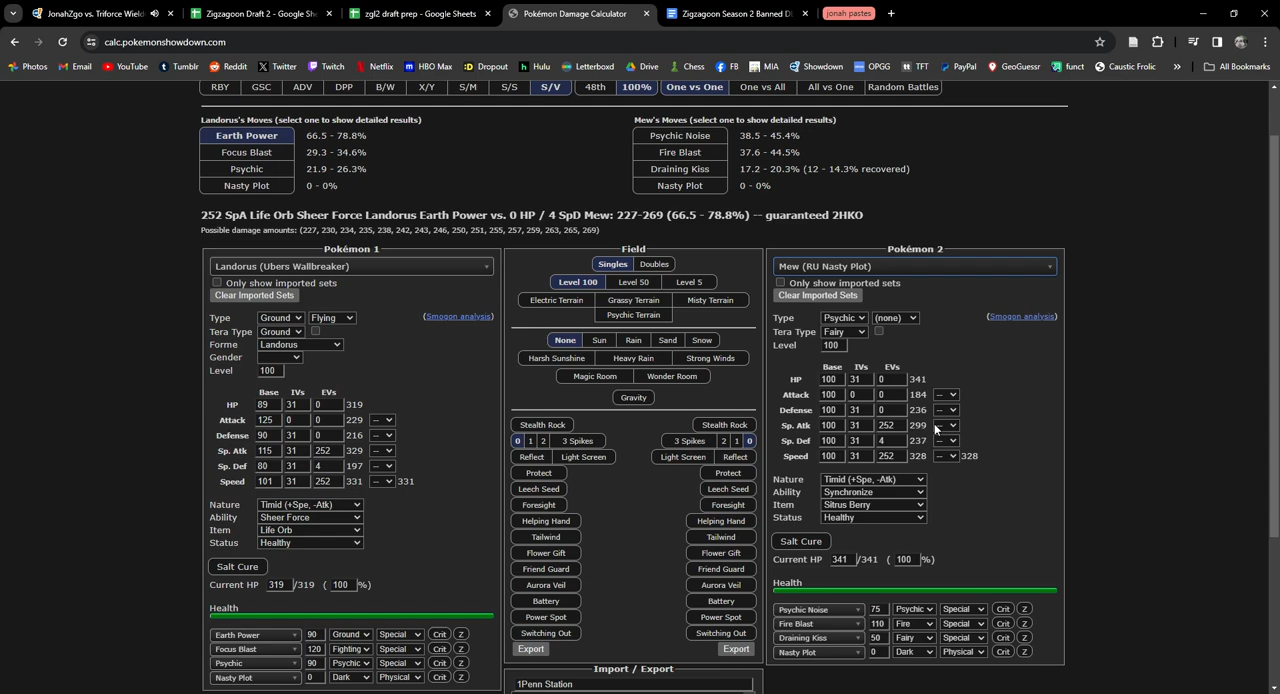 JonahZgo vs. Triforce Wield
Zigzagoon Draft 2 - Google She
zgl2 draft prep - Google Sheets
Pokémon Damage Calculator
Zigzagoon Season 2 Banned D
jonah pastes
calc.pokemonshowdown.com
Photos Email YouTube Tumblr Reddit Twitter Twitch Netflix HBO Max Dropout Hulu Letterboxd Drive Chess FB MIA Showdown OPGG TFT PayPal GeoGuessr funct Caustic Frolic » All Bookmarks
RBY GSC ADV DPP B/W X/Y S/M S/S S/V 48th 100% One vs One One vs All All vs One Random Battles
Landorus's Moves (select one to show detailed results) Mew's Moves (select one to show detailed results)
Earth Power 66.5 - 78.8% Psychic Noise 38.5 - 45.4%
Focus Blast 29.3 - 34.6% Fire Blast 37.6 - 44.5%
Psychic 21.9 - 26.3% Draining Kiss 17.2 - 20.3% (12 - 14.3% recovered)
Nasty Plot 0 - 0% Nasty Plot 0 - 0%
252 SpA Life Orb Sheer Force Landorus Earth Power vs. 0 HP / 4 SpD Mew: 227-269 (66.5 - 78.8%) -- guaranteed 2HKO
Possible damage amounts: (227, 230, 234, 235, 238, 242, 243, 246, 250, 251, 255, 257, 259, 263, 265, 269)
Pokémon 1
Landorus (Ubers Wallbreaker)
Only show imported sets
Clear Imported Sets
Type Ground Flying (Smogon analysis)
Tera Type Ground
Forme Landorus
Gender
Level 100
Base IVs EVs
HP 89 31 0 319
Attack 125 0 0 229 --
Defense 90 31 0 216 --
Sp. Atk 115 31 252 329 --
Sp. Def 80 31 4 197 --
Speed 101 31 252 331 -- 331
Nature Timid (+Spe, -Atk)
Ability Sheer Force
Item Life Orb
Status Healthy
Salt Cure
Current HP 319 /319 ( 100 %)
Health
Earth Power 90 Ground Special Crit Z
Focus Blast 120 Fighting Special Crit Z
Psychic 90 Psychic Special Crit Z
Nasty Plot 0 Dark Physical Crit Z
Field
Singles Doubles
Level 100 Level 50 Level 5
Electric Terrain Grassy Terrain Misty Terrain
Psychic Terrain
None Sun Rain Sand Snow
Harsh Sunshine Heavy Rain Strong Winds
Magic Room Wonder Room
Gravity
Stealth Rock Stealth Rock
0 1 2 3 Spikes 3 Spikes 2 1 0
Reflect Light Screen Light Screen Reflect
Protect Protect
Leech Seed Leech Seed
Foresight Foresight
Helping Hand Helping Hand
Tailwind Tailwind
Flower Gift Flower Gift
Friend Guard Friend Guard
Aurora Veil Aurora Veil
Battery Battery
Power Spot Power Spot
Switching Out Switching Out
Export Export
Import / Export
1Penn Station
Pokémon 2
Mew (RU Nasty Plot)
Only show imported sets
Clear Imported Sets
Type Psychic (none) (Smogon analysis)
Tera Type Fairy
Level 100
Base IVs EVs
HP 100 31 0 341
Attack 100 0 0 184 --
Defense 100 31 0 236 --
Sp. Atk 100 31 252 299 --
Sp. Def 100 31 4 237 --
Speed 100 31 252 328 -- 328
Nature Timid (+Spe, -Atk)
Ability Synchronize
Item Sitrus Berry
Status Healthy
Salt Cure
Current HP 341 /341 ( 100 %)
Health
Psychic Noise 75 Psychic Special Crit Z
Fire Blast 110 Fire Special Crit Z
Draining Kiss 50 Fairy Special Crit Z
Nasty Plot 0 Dark Physical Crit Z